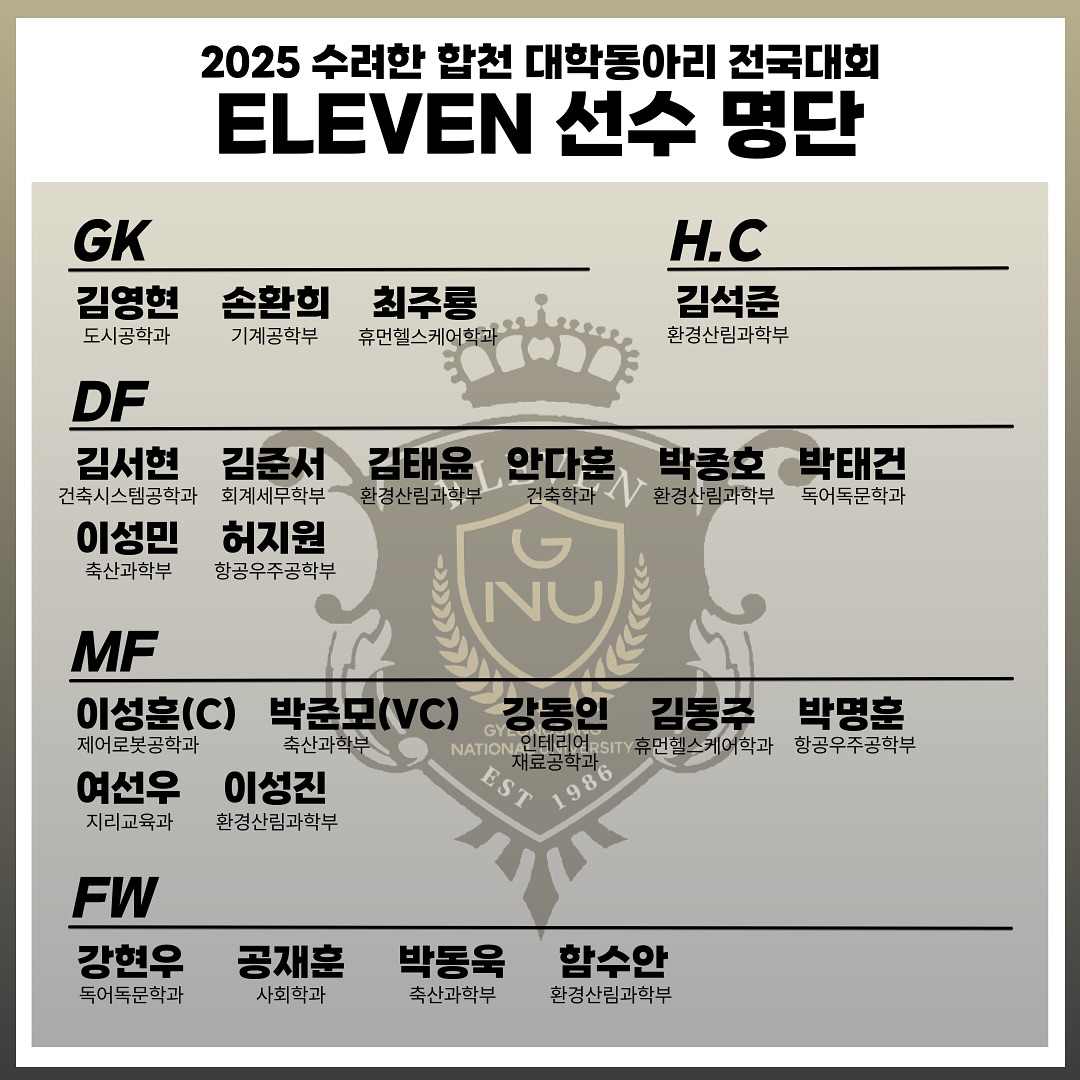 2025 수려한 합천 대학동아리 전국대회
ELEVEN 선수 명단
GK
김영현 손환희 최주룡
도시공학과 기계공학부 휴먼헬스케어학과
H.C
김석준
환경산림과학부
DF
김서현 김준서 김태윤 안다훈 박종호 박태건
건축시스템공학과 회계세무학부 환경산림과학부 건축학과 환경산림과학부 독어독문학과
이성민 허지원
축산과학부 항공우주공학부
MF
이성훈(C) 박준모(VC) 강동인 김동주 박명훈
제어로봇공학과 축산과학부 인테리어 휴먼헬스케어학과 항공우주공학부
재료공학과
여선우 이성진
지리교육과 환경산림과학부
FW
강현우 공재훈 박동욱 함수안
독어독문학과 사회학과 축산과학부 환경산림과학부
ELEVEN
G
NU
GYEONGSANG
NATIONAL UNIVERSITY
EST 1986